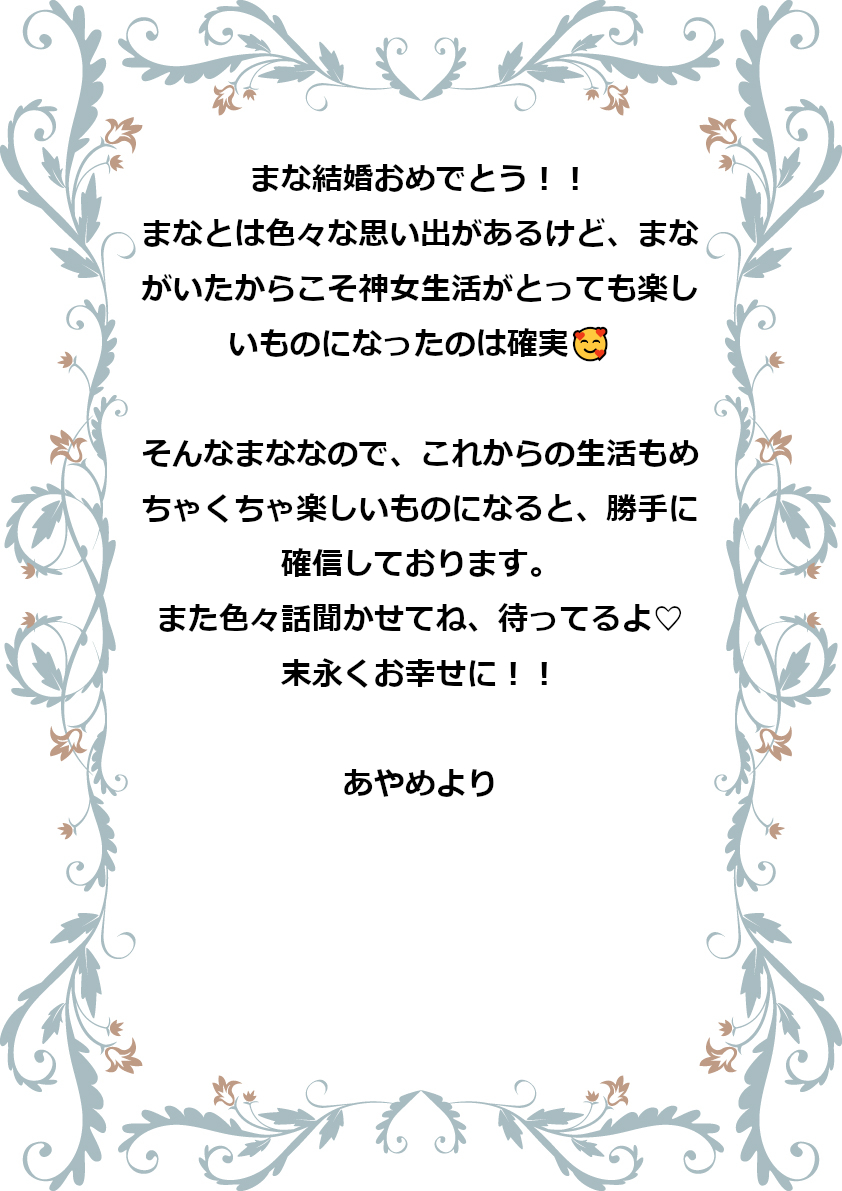 まな結婚おめでとう！！
まなとは色々な思い出があるけど、まな
がいたからこそ神女生活がとっても楽し
いものになったのは確実🥰
そんなまななので、これからの生活もめ
ちゃくちゃ楽しいものになると、勝手に
確信しております。
また色々話聞かせてね、待ってるよ♡
末永くお幸せに！！
あやめより